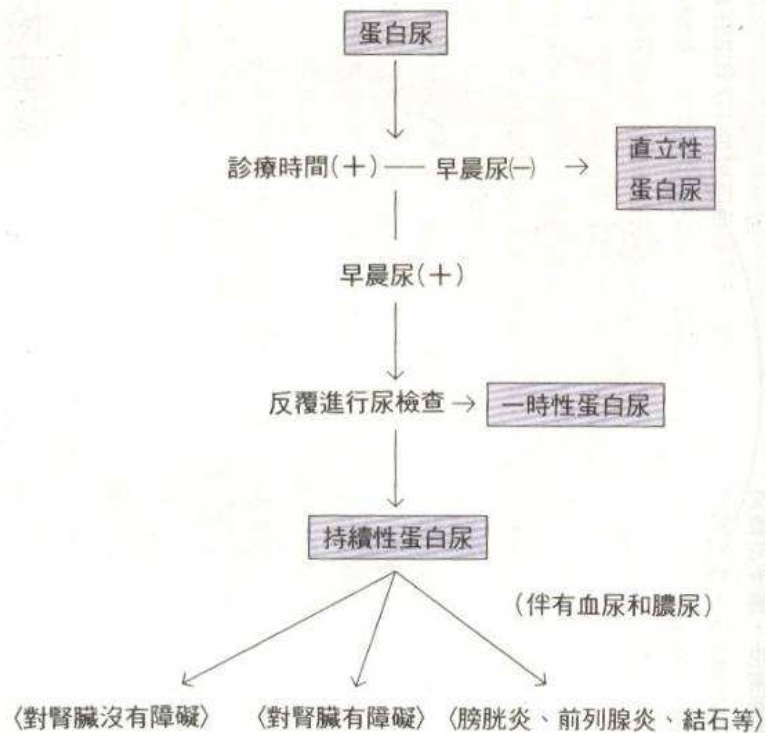 蛋白尿
診療時間(+) — 早晨尿(−) → 直立性
蛋白尿
早晨尿(+)
反覆進行尿檢查 → 一時性蛋白尿
持續性蛋白尿
(伴有血尿和膿尿)
〈對腎臟沒有障礙〉 〈對腎臟有障礙〉 〈膀胱炎、前列腺炎、結石等〉